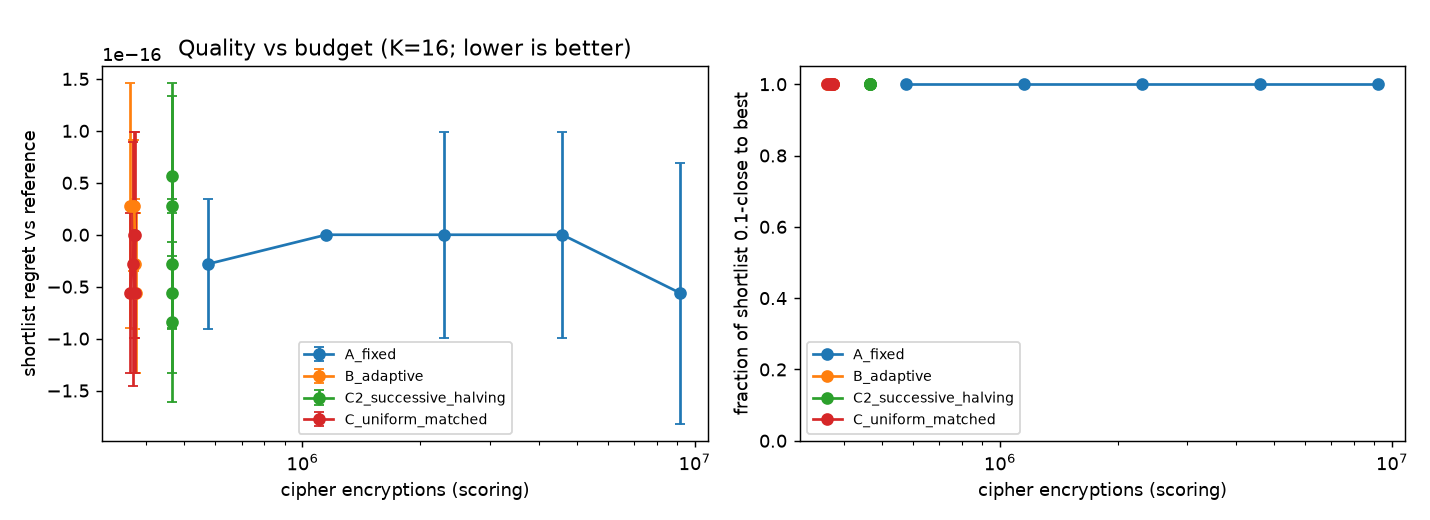 1e−16
Quality vs budget (K=16; lower is better)
shortlist regret vs reference
1.5
1.0
0.5
0.0
−0.5
−1.0
−1.5
A_fixed
B_adaptive
C2_successive_halving
C_uniform_matched
10^6
10^7
cipher encryptions (scoring)
fraction of shortlist 0.1-close to best
1.0
0.8
0.6
0.4
0.2
0.0
A_fixed
B_adaptive
C2_successive_halving
C_uniform_matched
10^6
10^7
cipher encryptions (scoring)